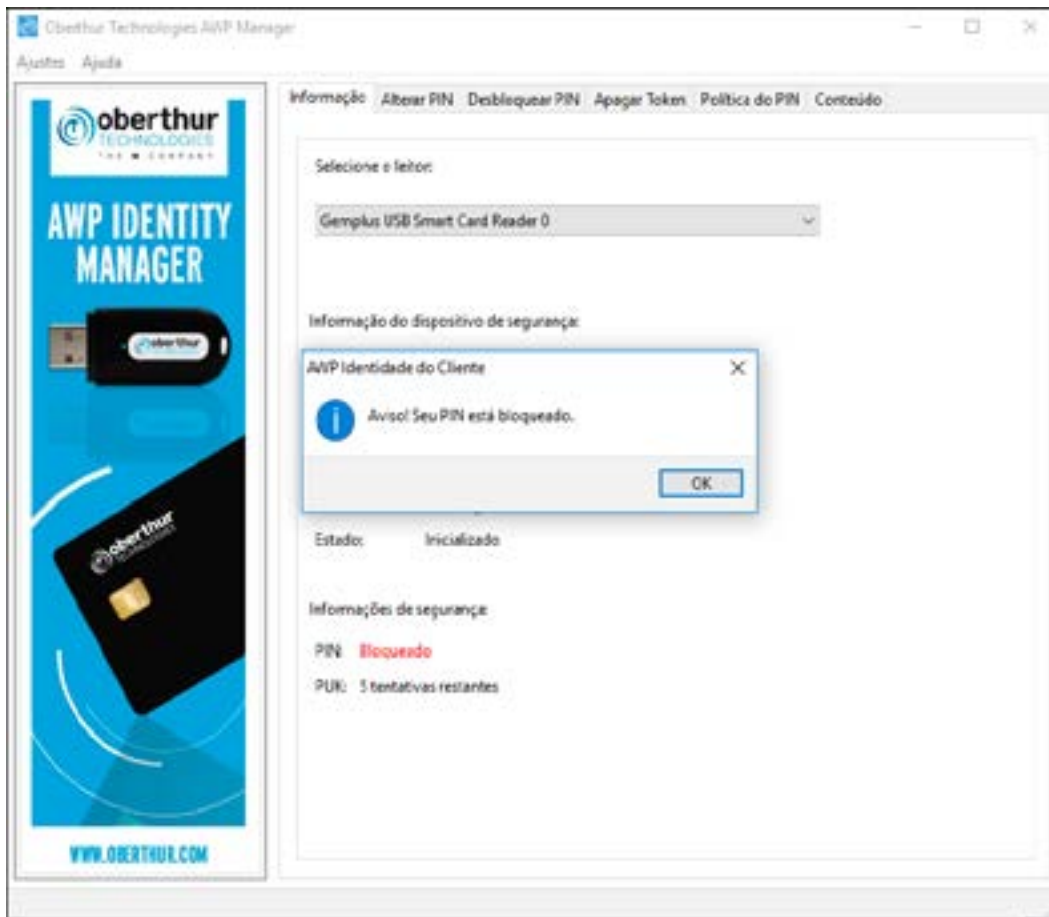 Oberthur Technologies AWP Manager
Ajustes Ajuda
oberthur
TECHNOLOGIES
THE M COMPANY
AWP IDENTITY
MANAGER
oberthur
oberthur
TECHNOLOGIES
WWW.OBERTHUR.COM
Informação Alterar PIN Desbloquear PIN Apagar Token Política do PIN Conteúdo
Selecione o leitor:
Gemplus USB Smart Card Reader 0
Informação do dispositivo de segurança:
AWP Identidade do Cliente
Aviso! Seu PIN está bloqueado.
OK
Estado: Inicializado
Informações de segurança
PIN: Bloqueado
PUK: 5 tentativas restantes